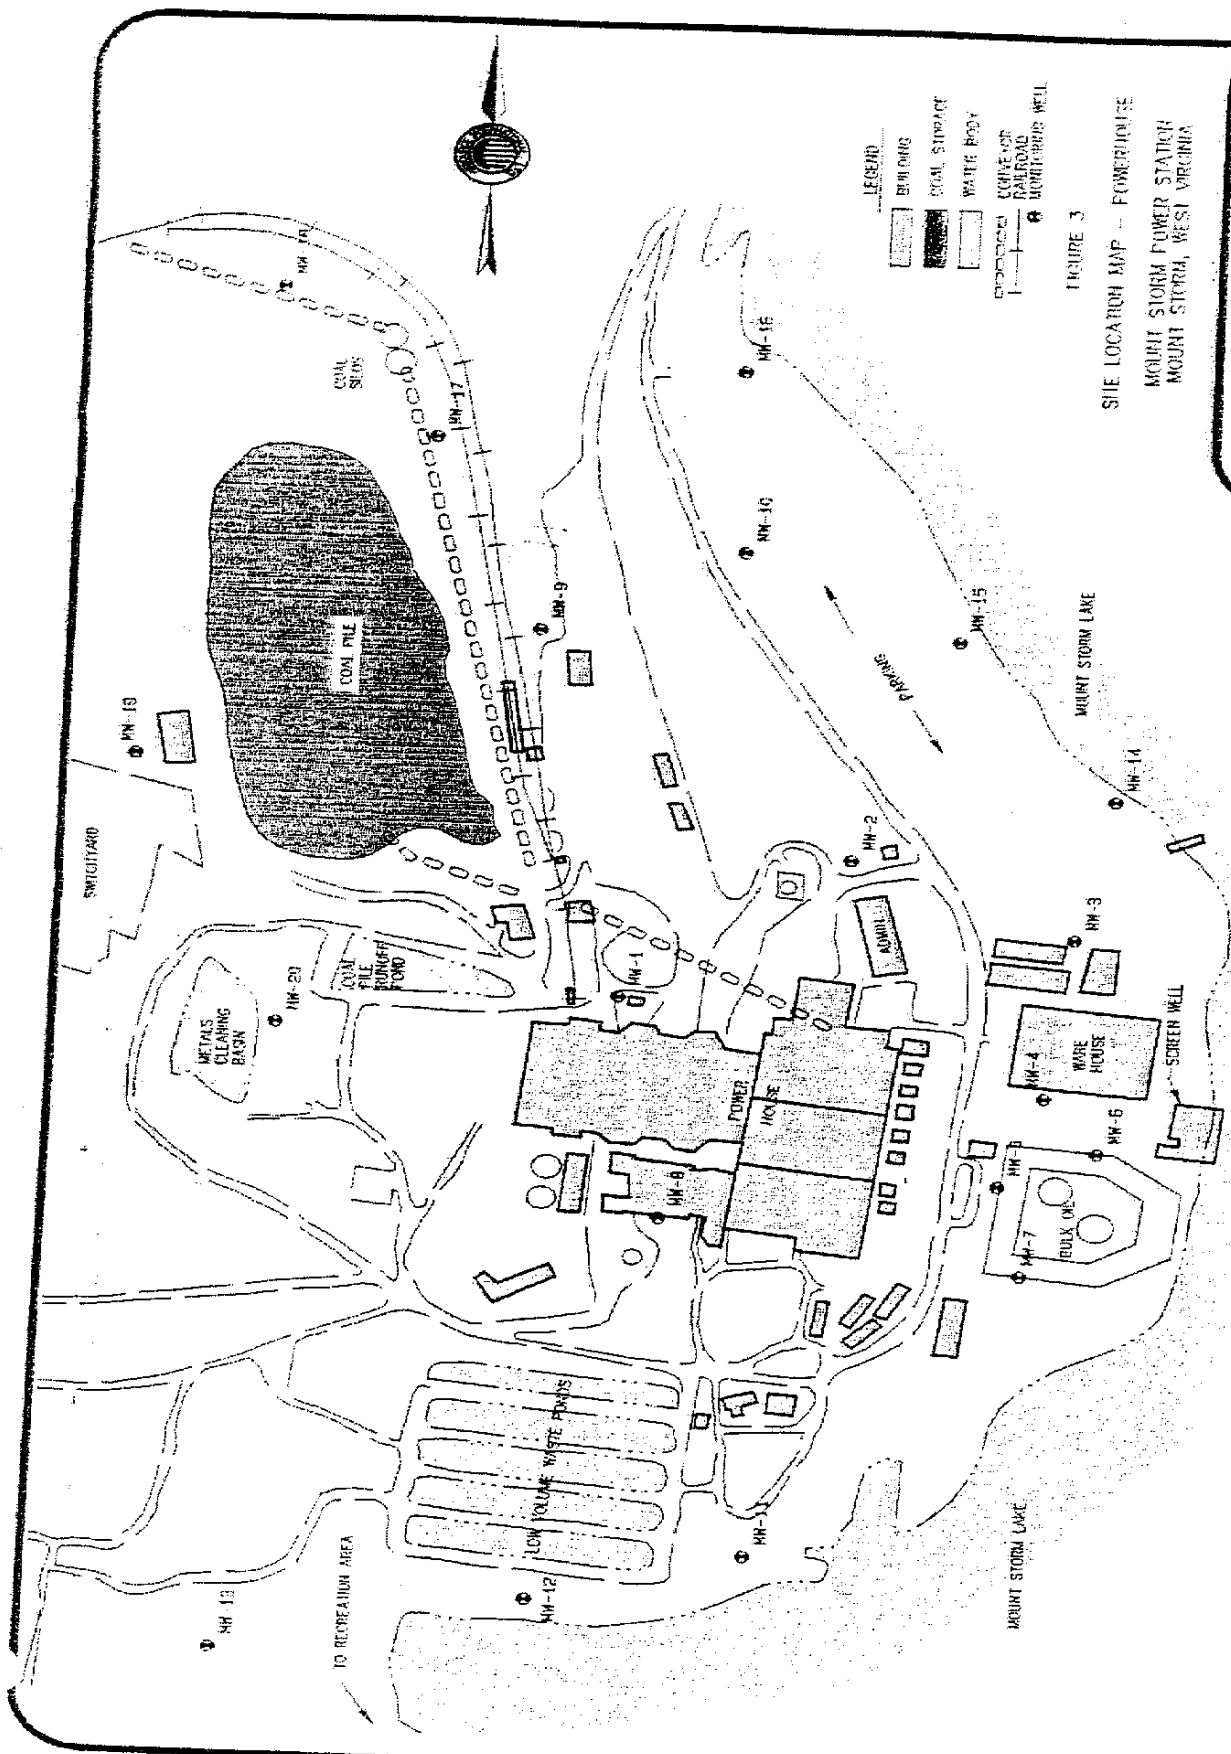 LEGEND
BUILDING
COAL STORAGE
WATER BODY
CONVEYOR
RAILROAD
MONITORING WELL
FIGURE 3
SITE LOCATION MAP - POWERHOUSE
MOUNT STORM POWER STATION
MOUNT STORM, WEST VIRGINIA
SWITCHYARD
MW-19
COAL PILE
COAL
SILOS
MW-18
MW-17
MW-9
MW-16
MW-10
MW-15
PARKING
MOUNT STORM LAKE
MW-14
MW-2
ADMIN.
MW-3
METALS
CLEANING
BASIN
MW-20
COAL
PILE
RUNOFF
POND
MW-1
POWER
HOUSE
MW-8
MW-4
WARE
HOUSE
SCREEN WELL
MW-6
MW-7
BULK OIL
LOW VOLUME WASTE PONDS
MW-11
MW-12
TO RECREATION AREA
MOUNT STORM LAKE